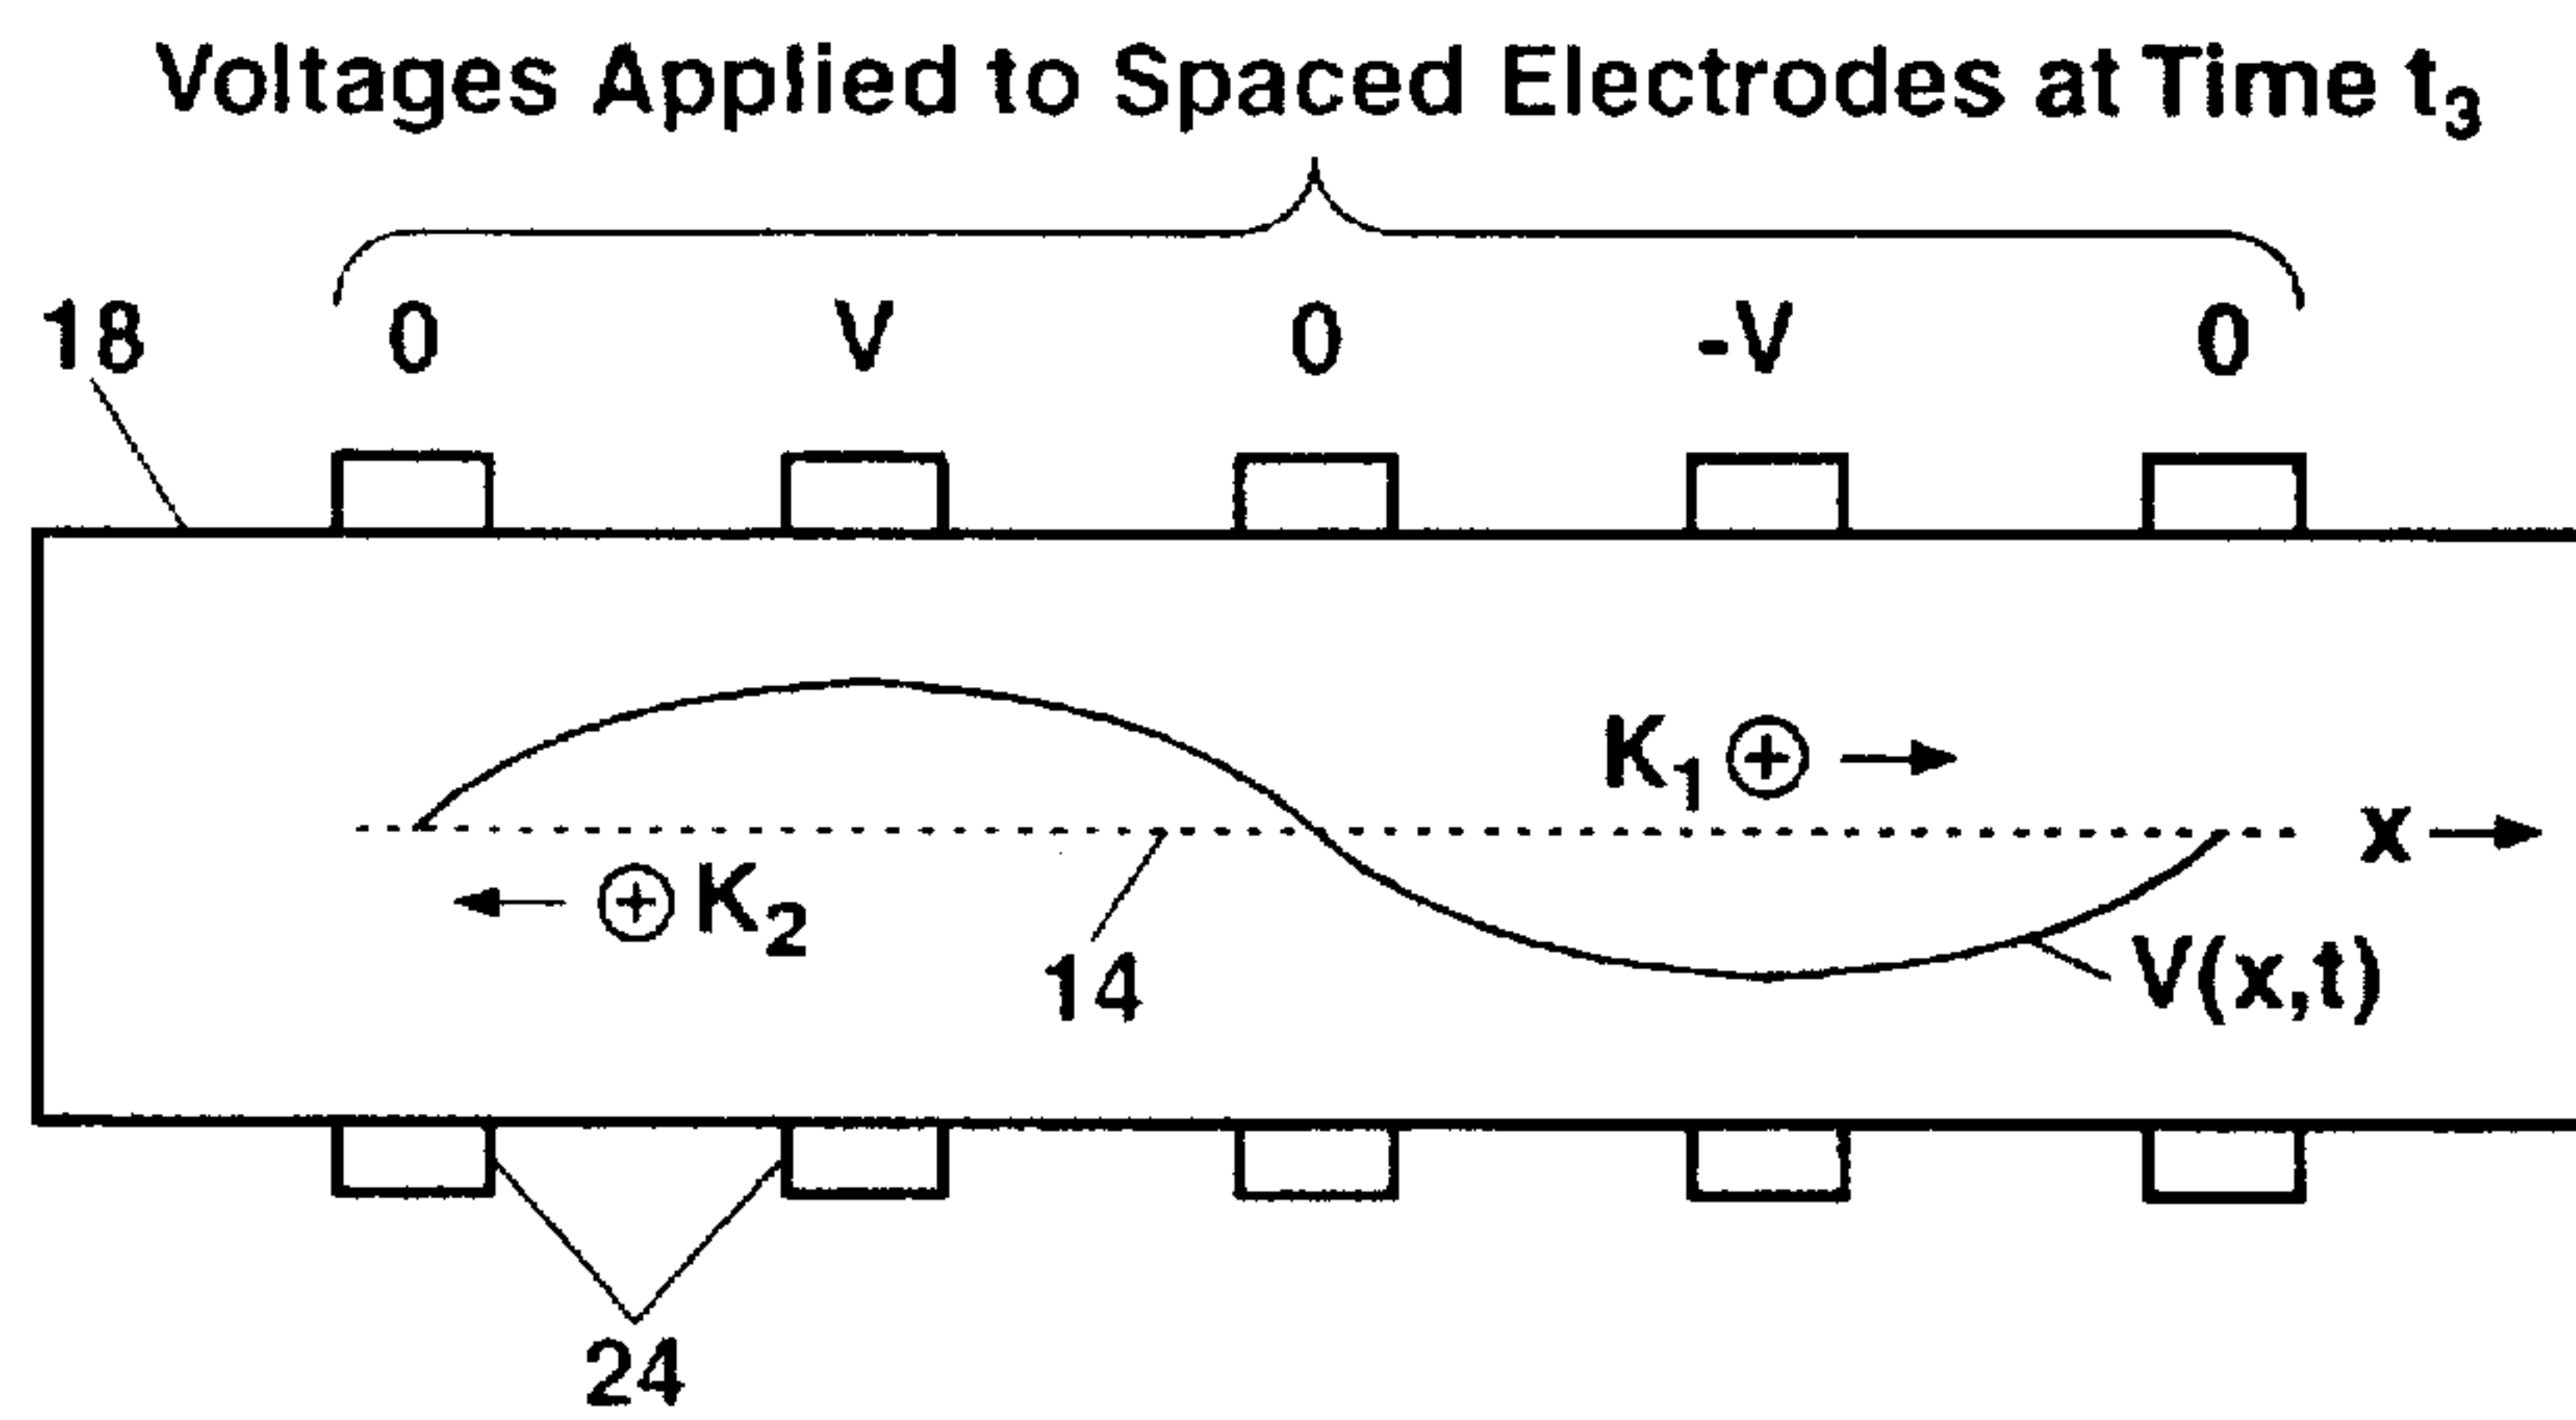 Voltages Applied to Spaced Electrodes at Time t₃
18 0 V 0 -V 0
K₁ ⊕ →
x →
← ⊕ K₂
14
V(x,t)
24